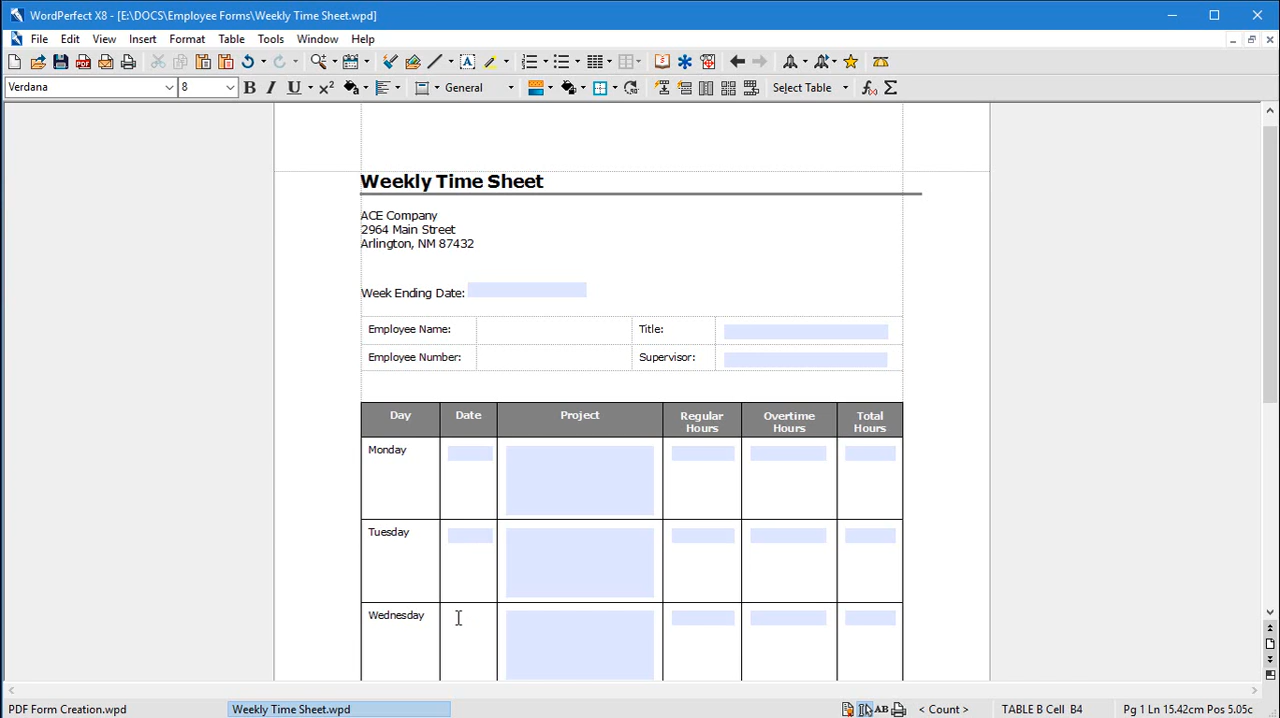 WordPerfect X8 - [E:\DOCS\Employee Forms\Weekly Time Sheet.wpd]
File Edit View Insert Format Table Tools Window Help
Verdana 8 B I U x² General Select Table
Weekly Time Sheet
ACE Company
2964 Main Street
Arlington, NM 87432
Week Ending Date:
Employee Name: Title:
Employee Number: Supervisor:
Day Date Project Regular Hours Overtime Hours Total Hours
Monday
Tuesday
Wednesday
PDF Form Creation.wpd Weekly Time Sheet.wpd AB < Count > TABLE B Cell B4 Pg 1 Ln 15.42cm Pos 5.05c